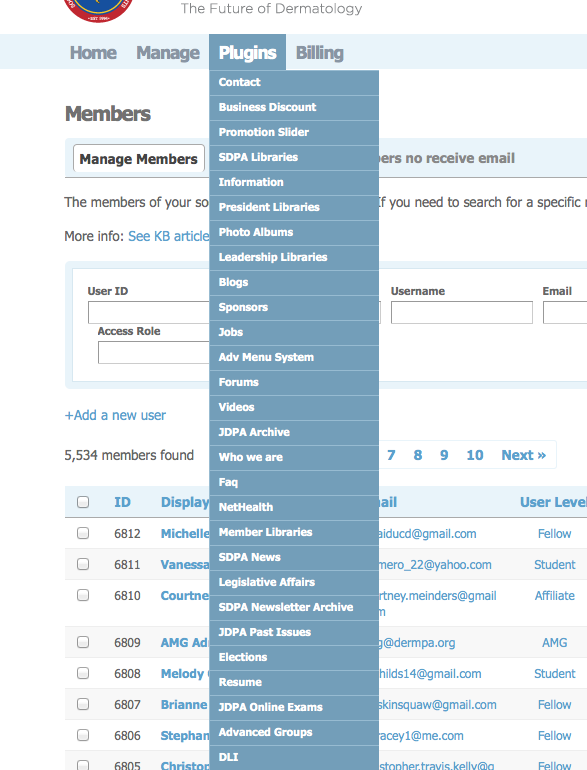 The Future of Dermatology
EST 1994
Home Manage Plugins Billing
Contact
Business Discount
Promotion Slider
SDPA Libraries
Information
President Libraries
Photo Albums
Leadership Libraries
Blogs
Sponsors
Jobs
Adv Menu System
Forums
Videos
JDPA Archive
Who we are
Faq
NetHealth
Member Libraries
SDPA News
Legislative Affairs
SDPA Newsletter Archive
JDPA Past Issues
Elections
Resume
JDPA Online Exams
Advanced Groups
DLI
Members
Manage Members bers no receive email
The members of your so If you need to search for a specific
More info: See KB article
User ID Username Email
Access Role
+Add a new user
5,534 members found 7 8 9 10 Next »
ID Display ail User Leve
6812 Michelle aiducd@gmail.com Fellow
6811 Vanessa mero_22@yahoo.com Student
6810 Courtne rtney.meinders@gmail Affiliate
m
6809 AMG Ad g@dermpa.org AMG
6808 Melody hilds14@gmail.com Student
6807 Brianne skinsquaw@gmail.com Fellow
6806 Stephan racey1@me.com Fellow
6805 Christop stopher.travis.kelly@g Fellow